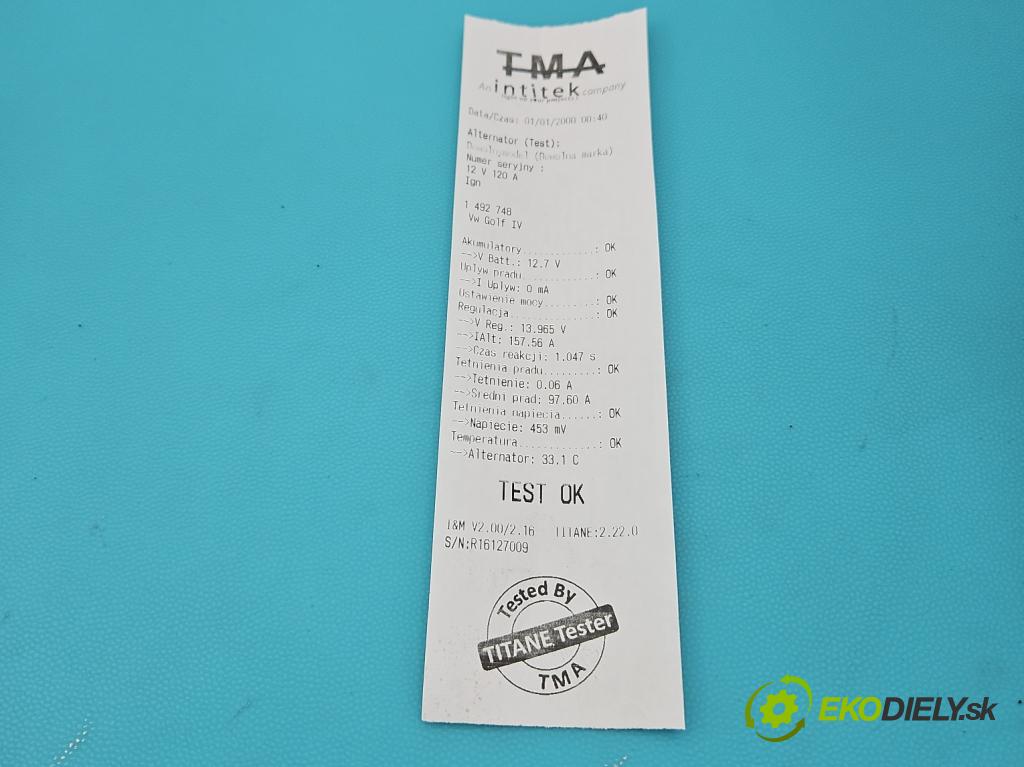 TMA
An intitek company
Data/Czas: 01/01/2000 00:40
Alternator (Test):
(Dowolna marka)
Numer seryjny :
12 V 120 A
Ign
1 492 748
Vw Golf IV
Akumulatory............: OK
-->V Batt.: 12.7 V
Uplyw pradu............: OK
-->I Uplyw: 0 mA
Ustawienie mocy........: OK
Regulacja..............: OK
-->V Reg.: 13.965 V
-->IAlt: 157.56 A
-->Czas reakcji: 1.047 s
Tetnienia pradu.........: OK
-->Tetnienie: 0.06 A
-->Sredni prad: 97.60 A
Tetnienia napiecia......: OK
-->Napiecie: 453 mV
Temperatura.............: OK
-->Alternator: 33.1 C
TEST OK
I&M V2.00/2.16 TITANE:2.22.0
S/N:R16127009
Tested By
TITANE Tester
TMA
EKODIELY.sk